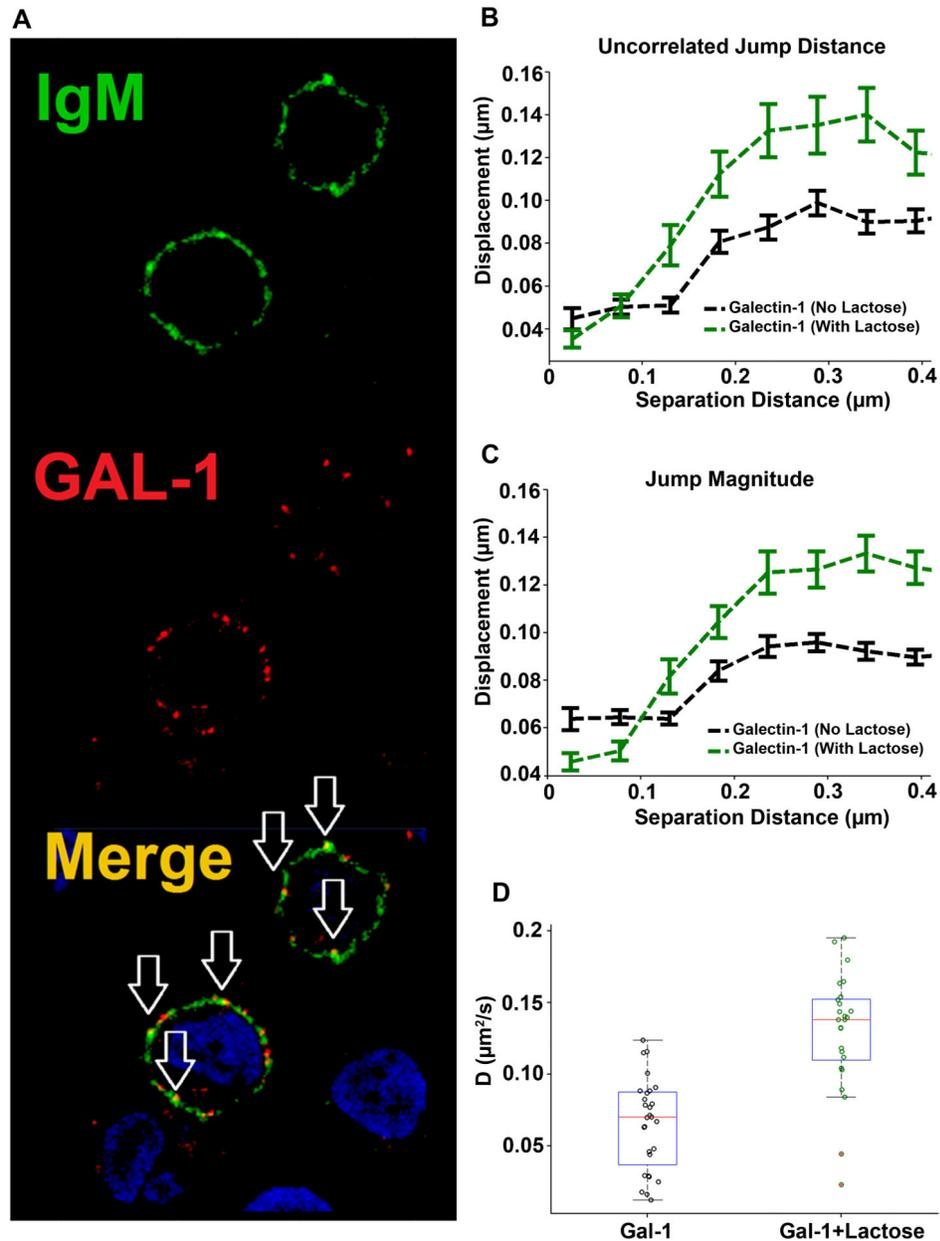 A
IgM
GAL-1
Merge
B
Uncorrelated Jump Distance
Displacement (µm)
0.16
0.14
0.12
0.10
0.08
0.06
0.04
Galectin-1 (No Lactose)
Galectin-1 (With Lactose)
0 0.1 0.2 0.3 0.4
Separation Distance (µm)
C
Jump Magnitude
Displacement (µm)
0.16
0.14
0.12
0.10
0.08
0.06
0.04
Galectin-1 (No Lactose)
Galectin-1 (With Lactose)
0 0.1 0.2 0.3 0.4
Separation Distance (µm)
D
D (µm²/s)
0.2
0.15
0.10
0.05
Gal-1 Gal-1+Lactose